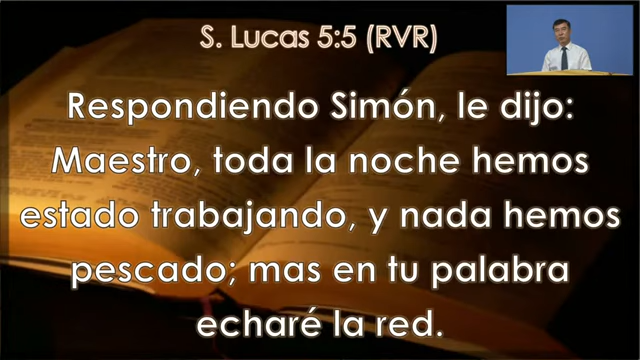 S. Lucas 5:5 (RVR)
Respondiendo Simón, le dijo:
Maestro, toda la noche hemos
estado trabajando, y nada hemos
pescado; mas en tu palabra
echaré la red.